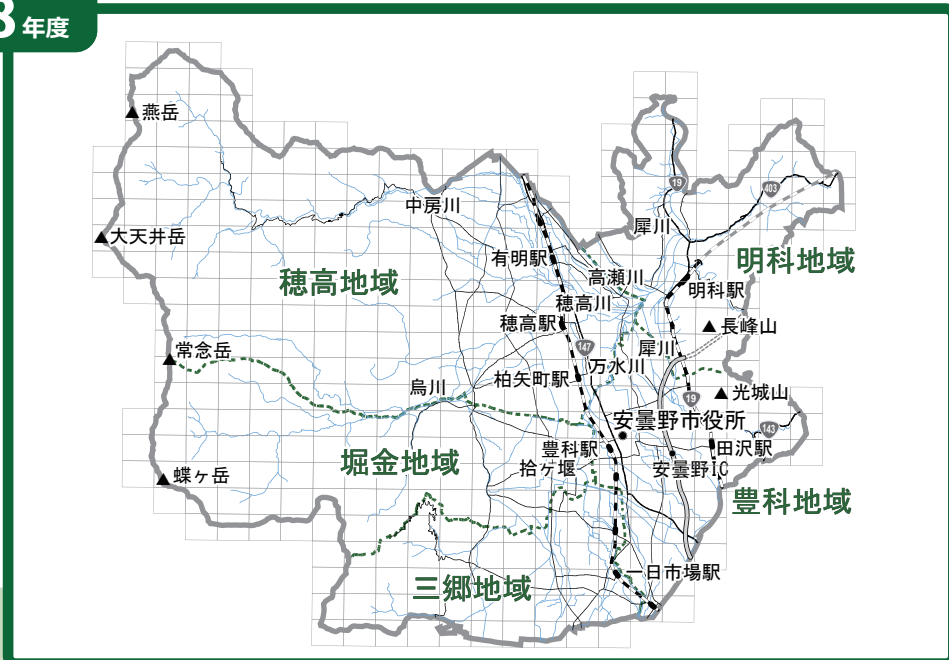 3年度
燕岳
19
403
中房川
犀川
大天井岳
有明駅
明科地域
高瀬川
穂高地域
明科駅
穂高川
穂高駅
長峰山
147
犀川
常念岳
万水川
柏矢町駅
烏川
光城山
19
安曇野市役所
143
豊科駅
田沢駅
堀金地域
拾ヶ堰
安曇野IC
蝶ヶ岳
豊科地域
一日市場駅
三郷地域